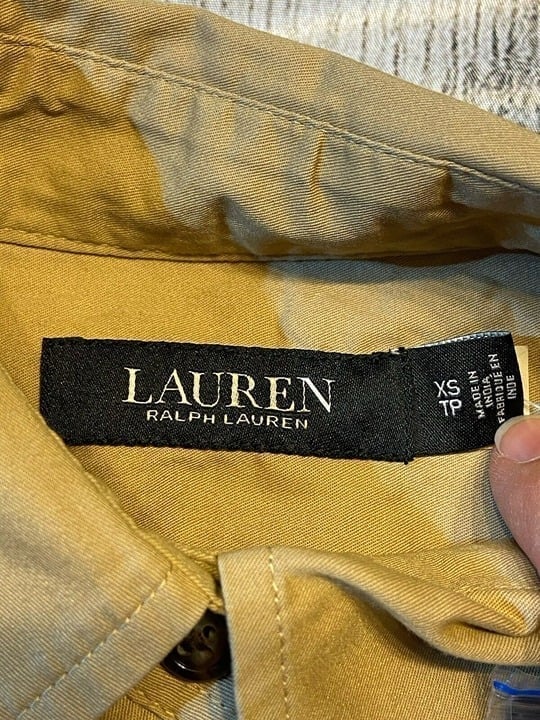 LAUREN
RALPH LAUREN
XS
TP
MADE IN
INDIA
FABRIQUE EN
INDE